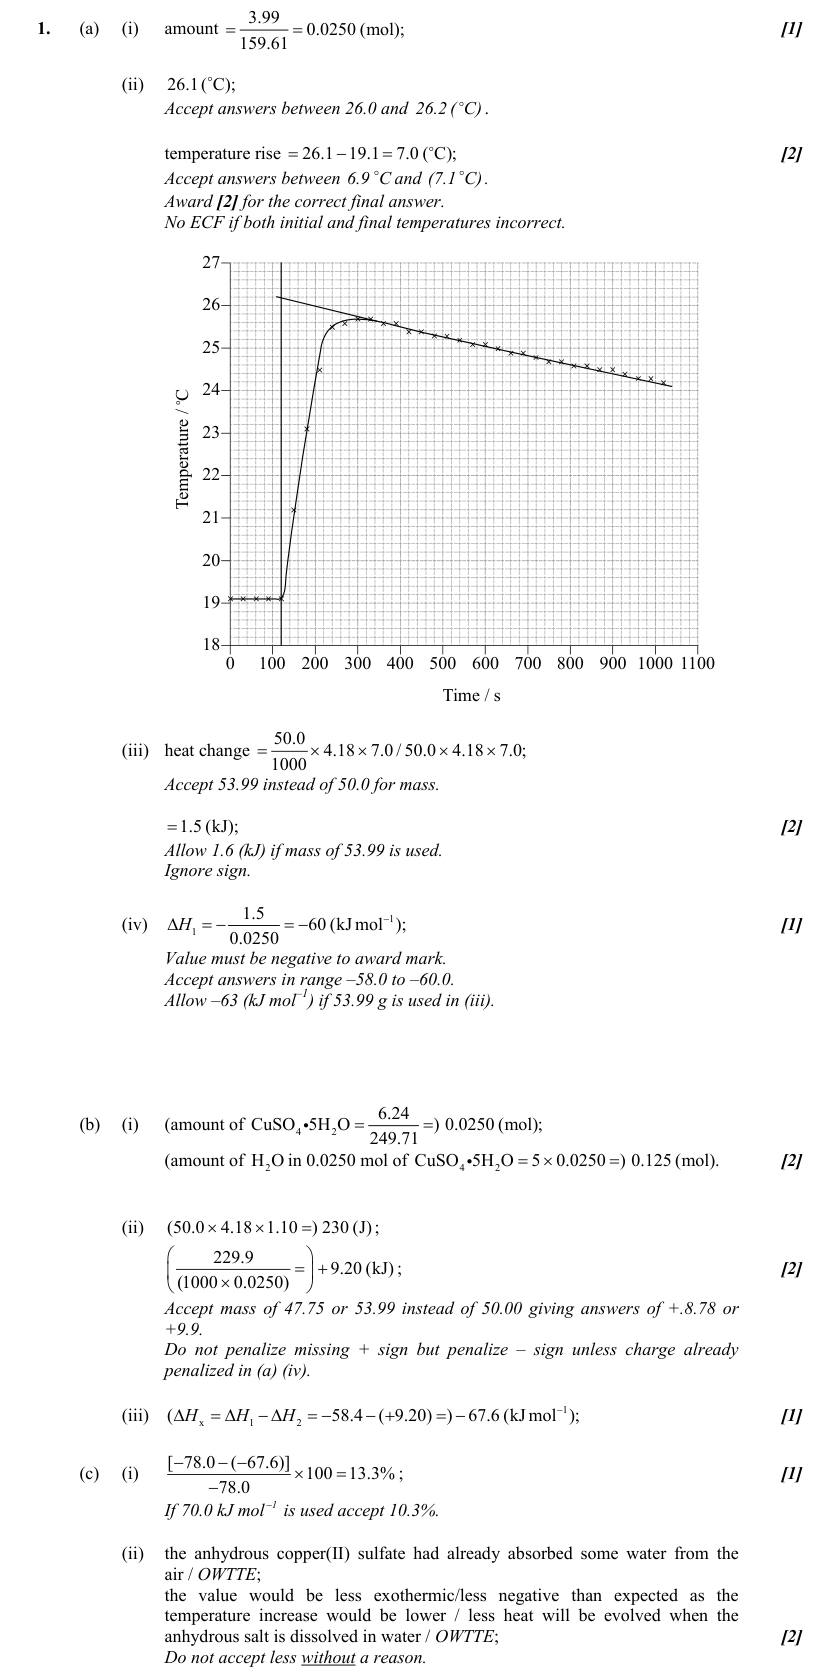 1. (a) (i) amount = 3.99/159.61 = 0.0250 (mol); [1]
(ii) 26.1 (°C);
Accept answers between 26.0 and 26.2 (°C).
temperature rise = 26.1 − 19.1 = 7.0 (°C); [2]
Accept answers between 6.9 °C and (7.1 °C).
Award [2] for the correct final answer.
No ECF if both initial and final temperatures incorrect.
27
26
25
24
23
22
21
20
19
18
Temperature / °C
0 100 200 300 400 500 600 700 800 900 1000 1100
Time / s
(iii) heat change = 50.0/1000 × 4.18 × 7.0 / 50.0 × 4.18 × 7.0;
Accept 53.99 instead of 50.0 for mass.
= 1.5 (kJ); [2]
Allow 1.6 (kJ) if mass of 53.99 is used.
Ignore sign.
(iv) ΔH₁ = − 1.5/0.0250 = −60 (kJ mol⁻¹); [1]
Value must be negative to award mark.
Accept answers in range –58.0 to –60.0.
Allow –63 (kJ mol⁻¹) if 53.99 g is used in (iii).
(b) (i) (amount of CuSO₄•5H₂O = 6.24/249.71 =) 0.0250 (mol);
(amount of H₂O in 0.0250 mol of CuSO₄•5H₂O = 5 × 0.0250 =) 0.125 (mol). [2]
(ii) (50.0 × 4.18 × 1.10 =) 230 (J);
(229.9/(1000 × 0.0250) =) +9.20 (kJ); [2]
Accept mass of 47.75 or 53.99 instead of 50.00 giving answers of +.8.78 or
+9.9.
Do not penalize missing + sign but penalize – sign unless charge already
penalized in (a) (iv).
(iii) (ΔHₓ = ΔH₁ − ΔH₂ = −58.4 − (+9.20) =) − 67.6 (kJ mol⁻¹); [1]
(c) (i) [−78.0 − (−67.6)]/−78.0 × 100 = 13.3%; [1]
If 70.0 kJ mol⁻¹ is used accept 10.3%.
(ii) the anhydrous copper(II) sulfate had already absorbed some water from the
air / OWTTE;
the value would be less exothermic/less negative than expected as the
temperature increase would be lower / less heat will be evolved when the
anhydrous salt is dissolved in water / OWTTE; [2]
Do not accept less without a reason.